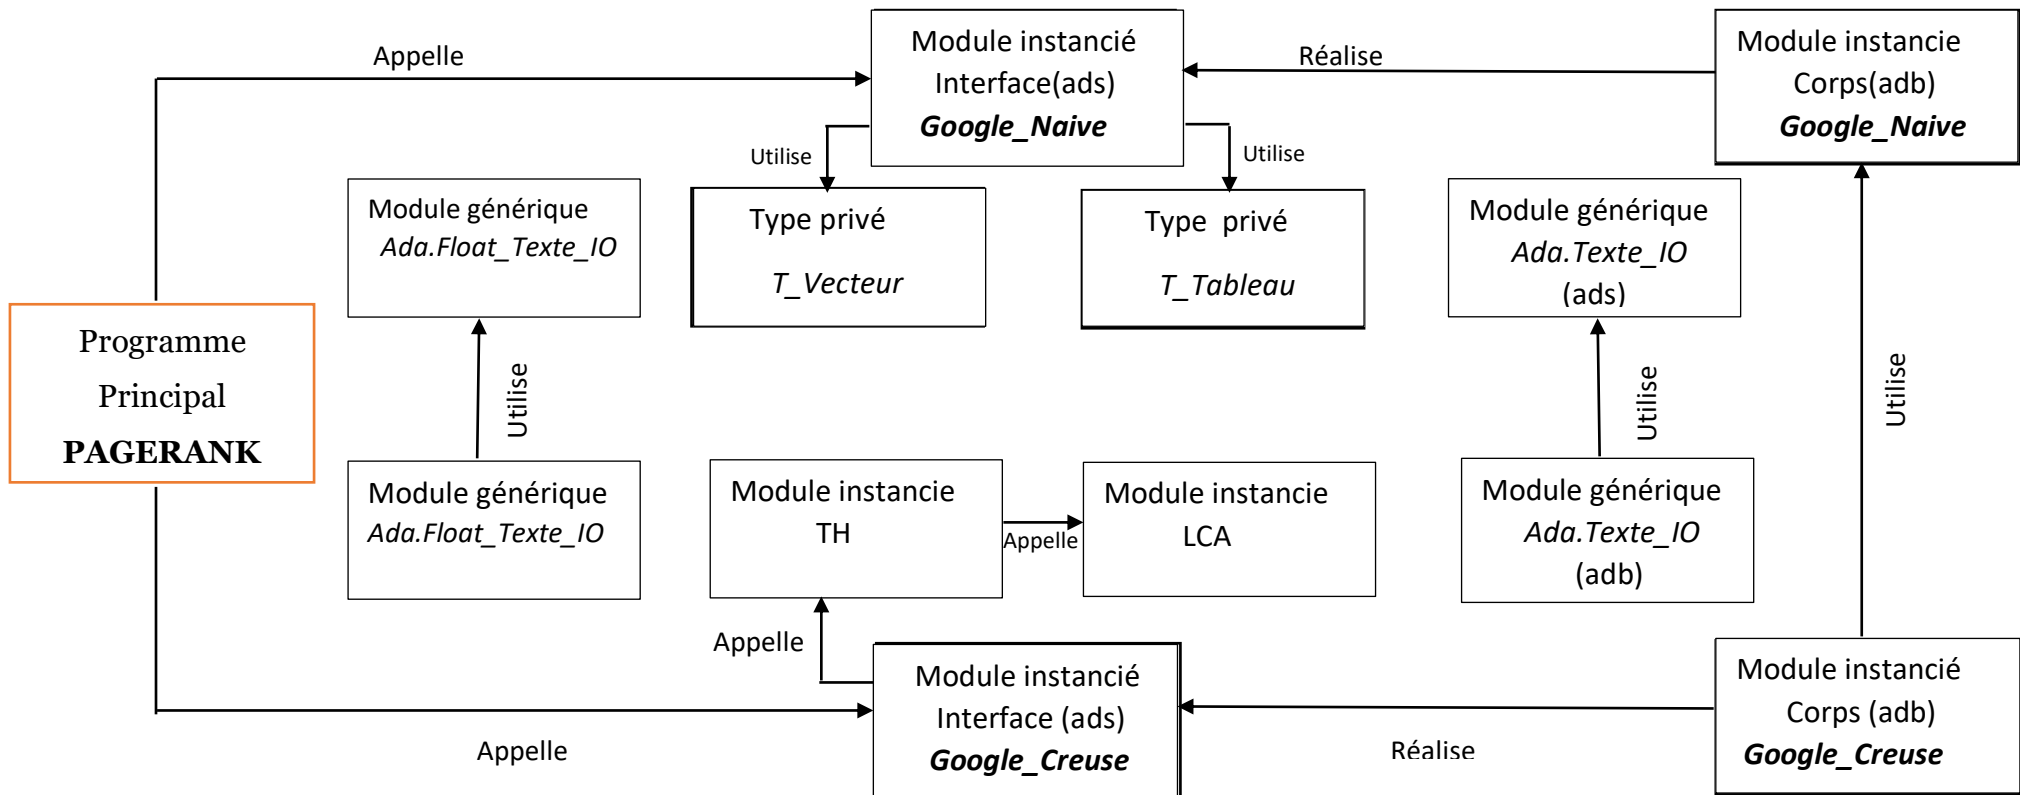 Appelle
Module instancié
Interface(ads)
Google_Naive
Réalise
Module instancie
Corps(adb)
Google_Naive
Utilise
Utilise
Module générique
Ada.Float_Texte_IO
Type privé
T_Vecteur
Type privé
T_Tableau
Module générique
Ada.Texte_IO
(ads)
Programme
Principal
PAGERANK
Utilise
Utilise
Utilise
Module générique
Ada.Float_Texte_IO
Module instancie
TH
Appelle
Module instancie
LCA
Module générique
Ada.Texte_IO
(adb)
Appelle
Module instancié
Interface (ads)
Google_Creuse
Module instancié
Corps (adb)
Google_Creuse
Appelle
Réalise